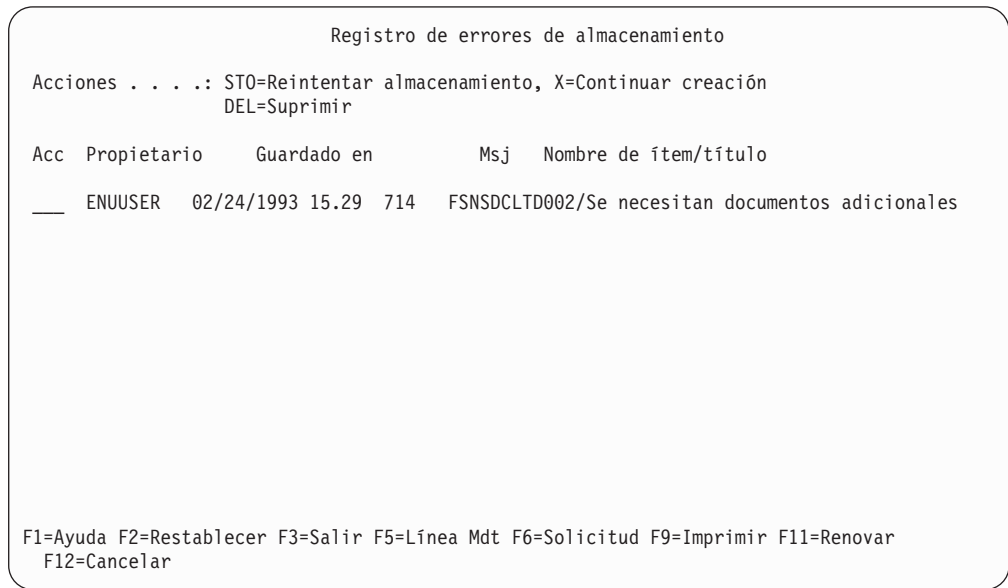 Registro de errores de almacenamiento
Acciones . . . .: STO=Reintentar almacenamiento, X=Continuar creación
DEL=Suprimir
Acc Propietario Guardado en Msj Nombre de ítem/título
___ ENUUSER 02/24/1993 15.29 714 FSNSDCLTD002/Se necesitan documentos adicionales
F1=Ayuda F2=Restablecer F3=Salir F5=Línea Mdt F6=Solicitud F9=Imprimir F11=Renovar
F12=Cancelar